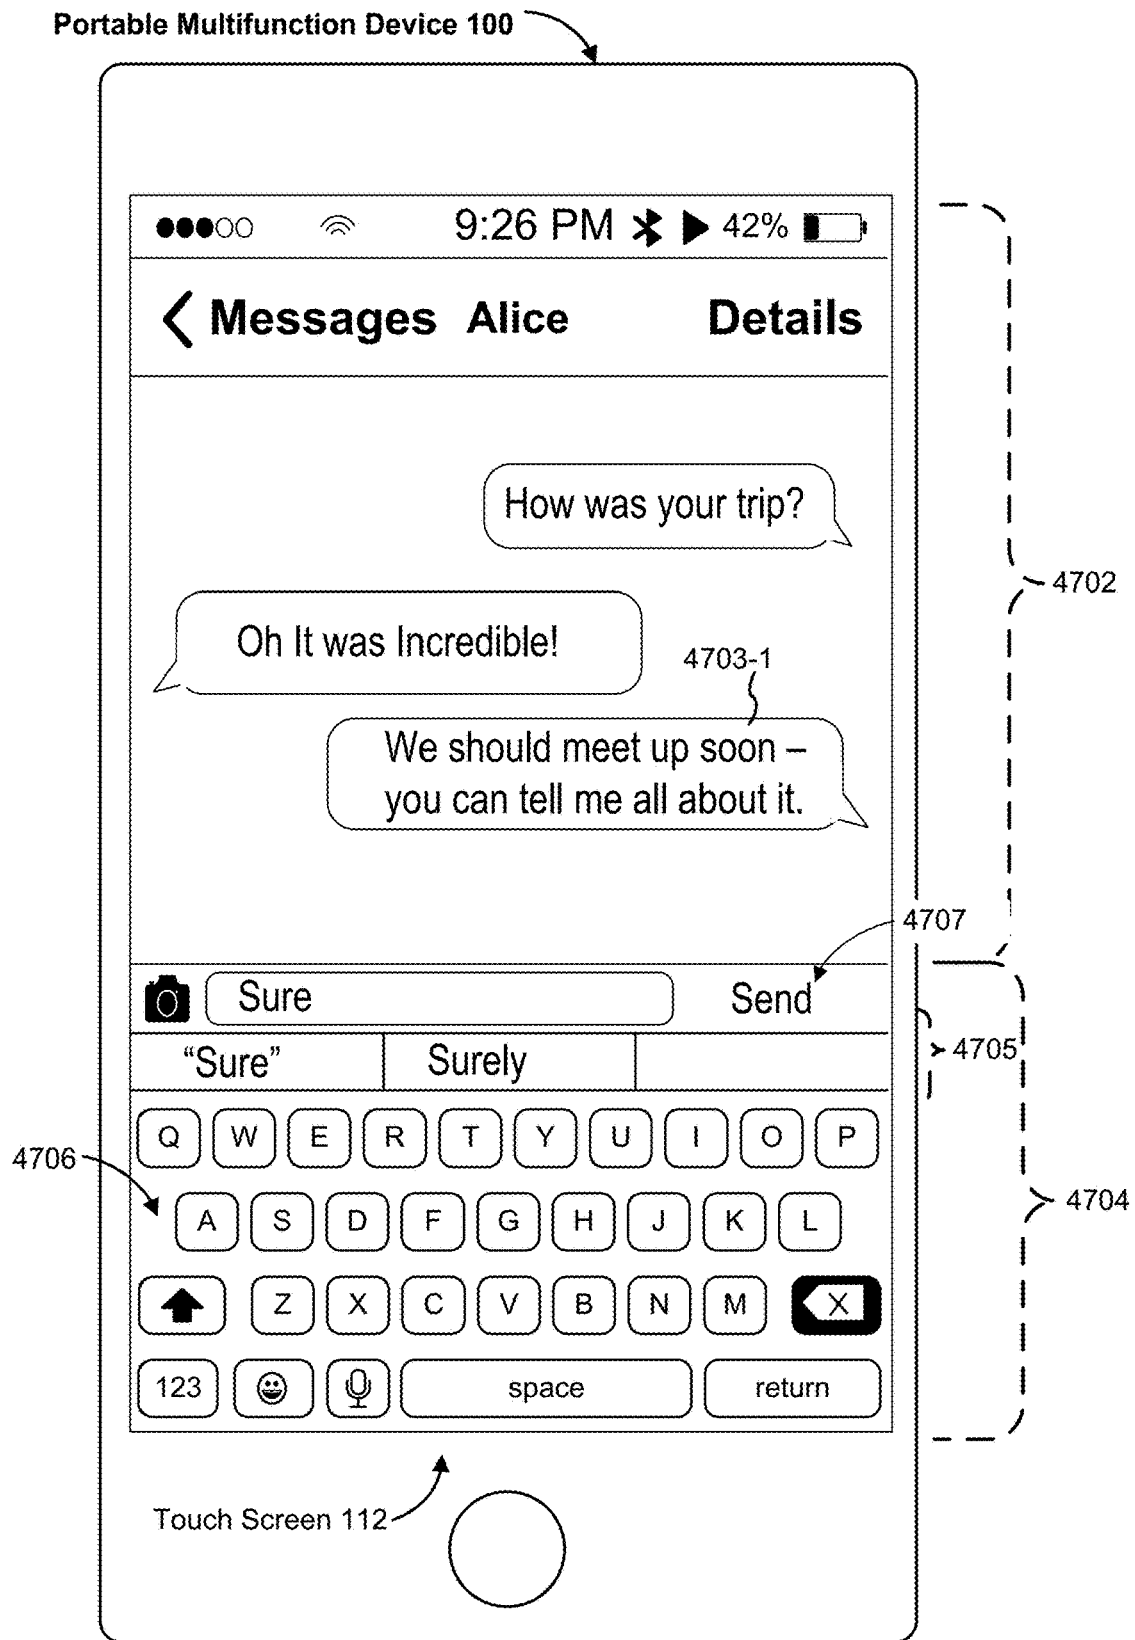 Portable Multifunction Device 100
9:26 PM 42%
Messages Alice Details
How was your trip?
4702
Oh It was Incredible!
4703-1
We should meet up soon –
you can tell me all about it.
4707
Sure Send
“Sure” Surely
4705
Q W E R T Y U I O P
4706
A S D F G H J K L
4704
Z X C V B N M X
123 space return
Touch Screen 112